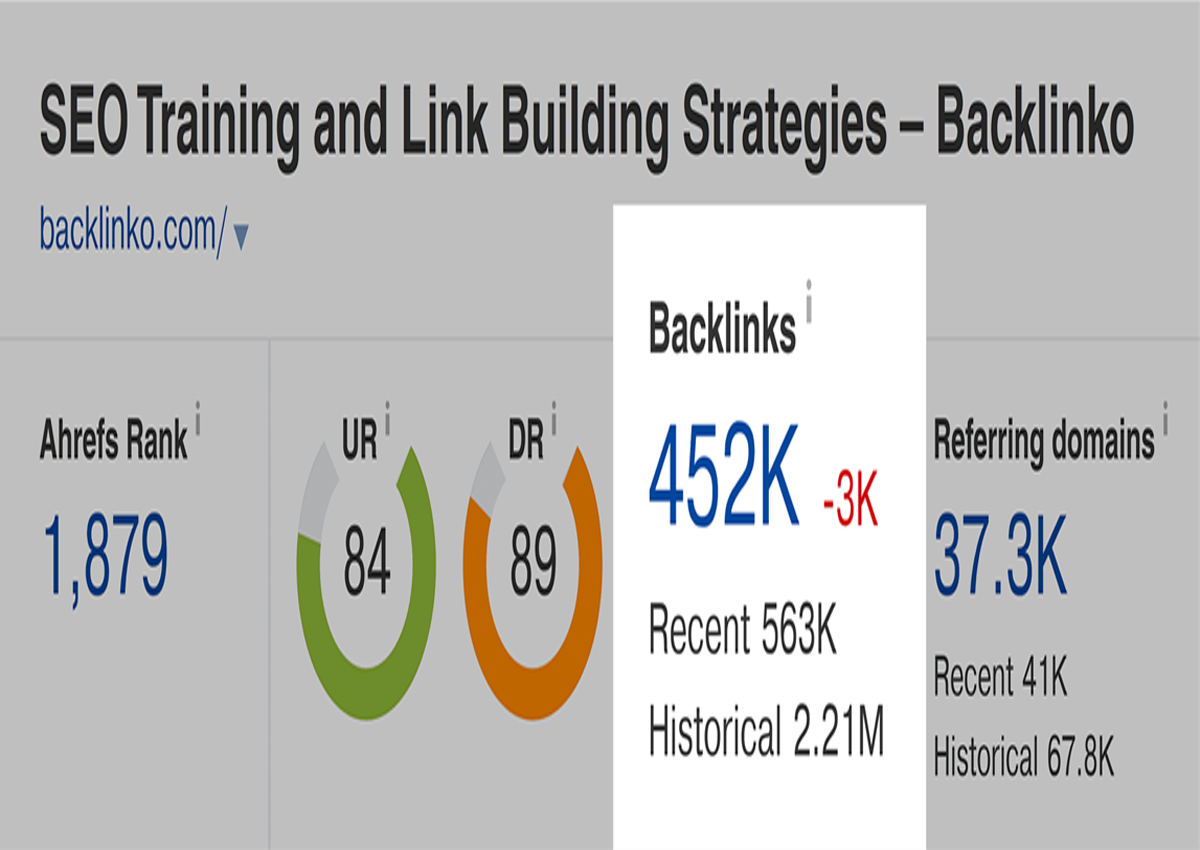 SEO Training and Link Building Strategies – Backlinko
backlinko.com/ ▼
Ahrefs Rank i
1,879
UR i
84
DR i
89
Backlinks i
452K -3K
Recent 563K
Historical 2.21M
Referring domains i
37.3K
Recent 41K
Historical 67.8K